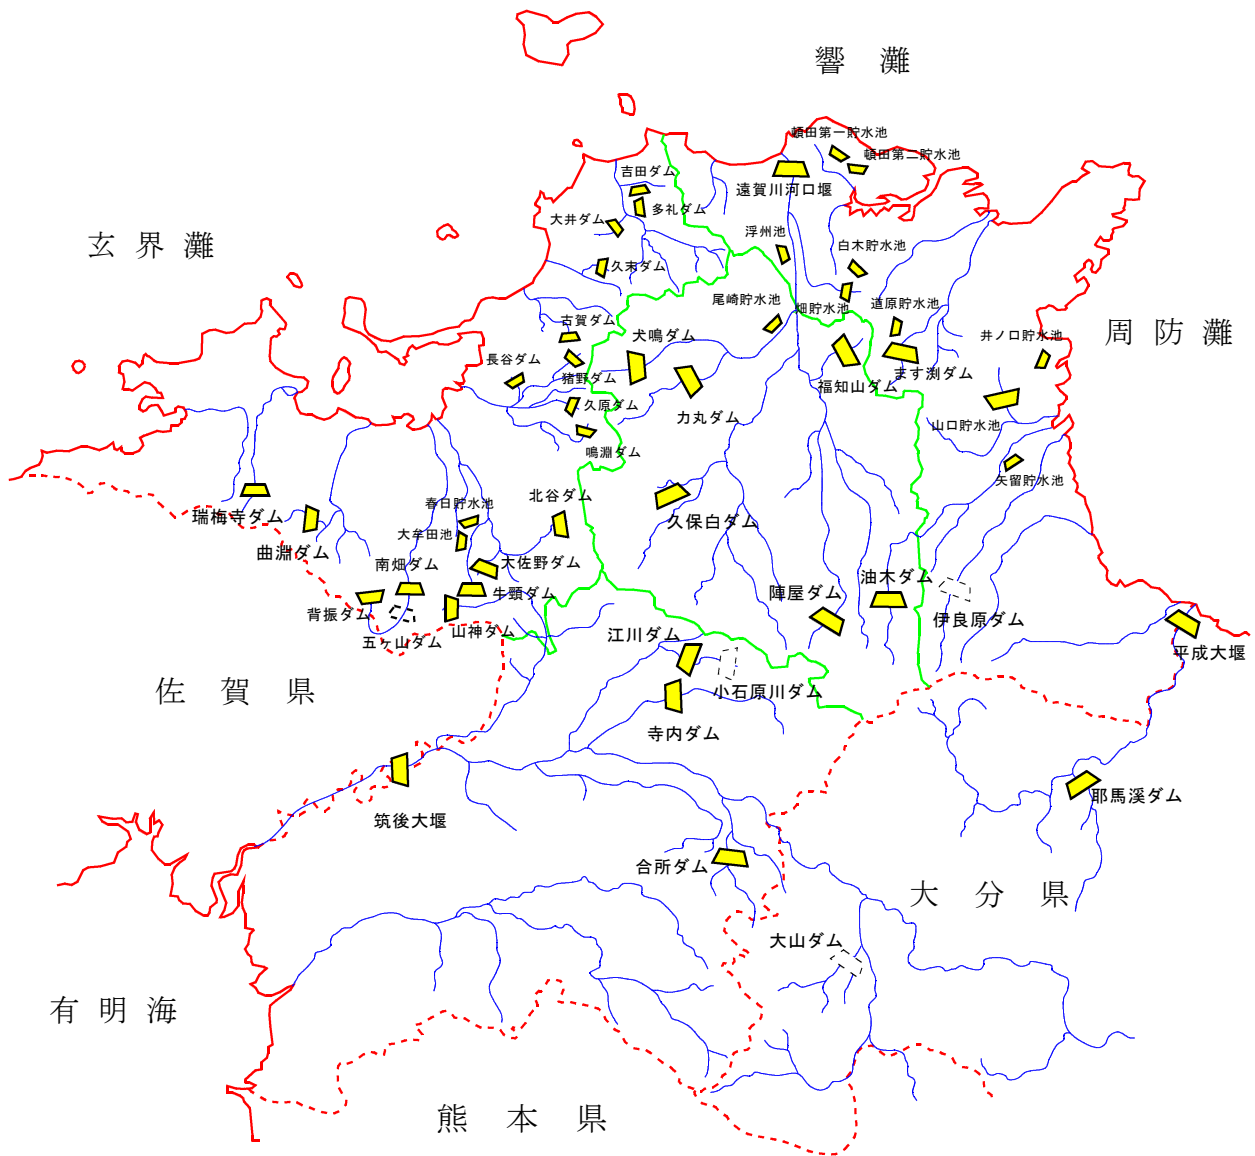 響灘
頓田第一貯水池
頓田第二貯水池
吉田ダム
遠賀川河口堰
多礼ダム
大井ダム
浮州池
玄界灘
白木貯水池
久末ダム
尾崎貯水池
畑貯水池
道原貯水池
古賀ダム
犬鳴ダム
井ノ口貯水池
周防灘
長谷ダム
猪野ダム
ます渕ダム
福知山ダム
久原ダム
力丸ダム
山口貯水池
鳴淵ダム
矢留貯水池
北谷ダム
春日貯水池
瑞梅寺ダム
久保白ダム
大牟田池
曲淵ダム
南畑ダム
大佐野ダム
油木ダム
牛頸ダム
陣屋ダム
背振ダム
伊良原ダム
山神ダム
江川ダム
五ヶ山ダム
平成大堰
佐賀県
小石原川ダム
寺内ダム
耶馬溪ダム
筑後大堰
合所ダム
大分県
大山ダム
有明海
熊本県